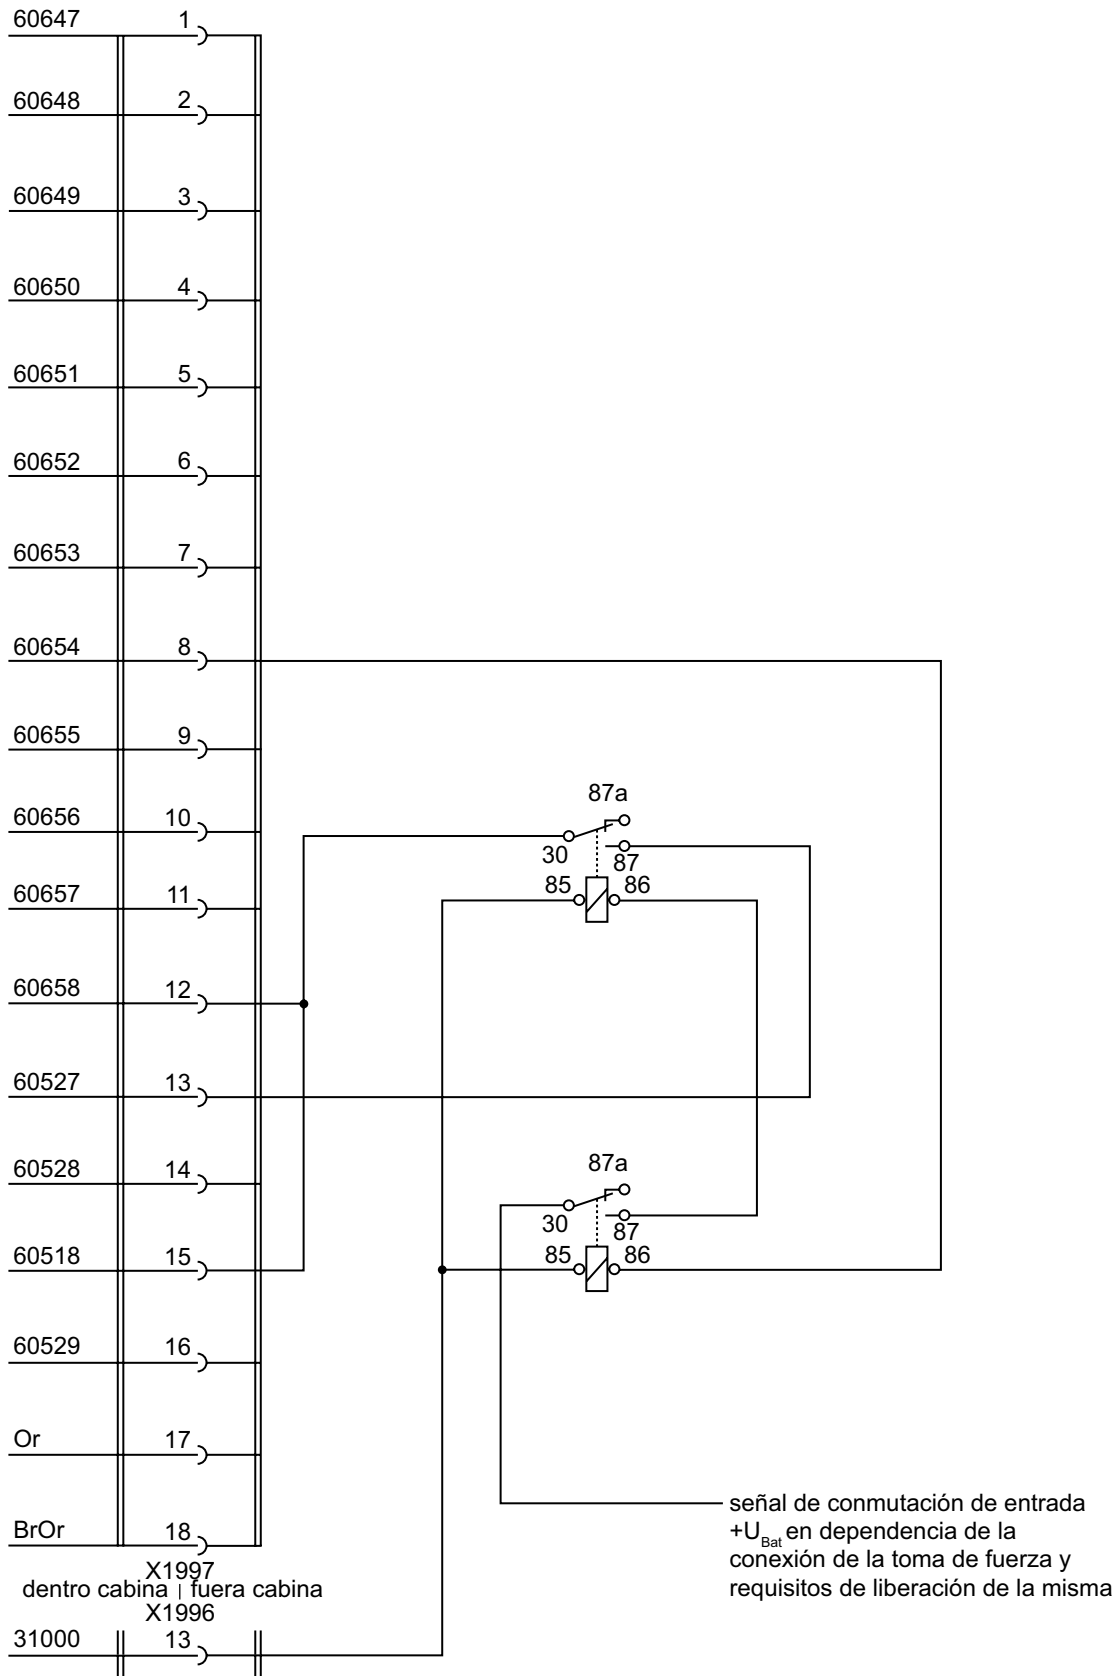 60647 1
60648 2
60649 3
60650 4
60651 5
60652 6
60653 7
60654 8
60655 9
87a
60656 10
30 87
60657 11 85 86
60658 12
60527 13
87a
60528 14
30 87
60518 15 85 86
60529 16
Or 17
señal de conmutación de entrada
+UBat en dependencia de la
conexión de la toma de fuerza y
requisitos de liberación de la misma
BrOr 18
X1997
dentro cabina | fuera cabina
X1996
31000 13